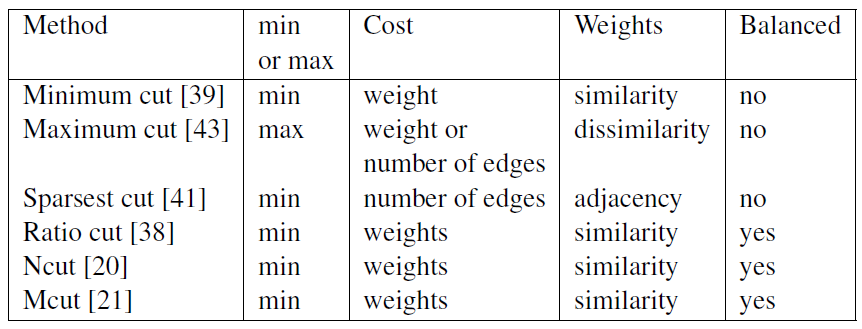 Method min Cost Weights Balanced
or max
Minimum cut [39] min weight similarity no
Maximum cut [43] max weight or dissimilarity no
number of edges
Sparsest cut [41] min number of edges adjacency no
Ratio cut [38] min weights similarity yes
Ncut [20] min weights similarity yes
Mcut [21] min weights similarity yes